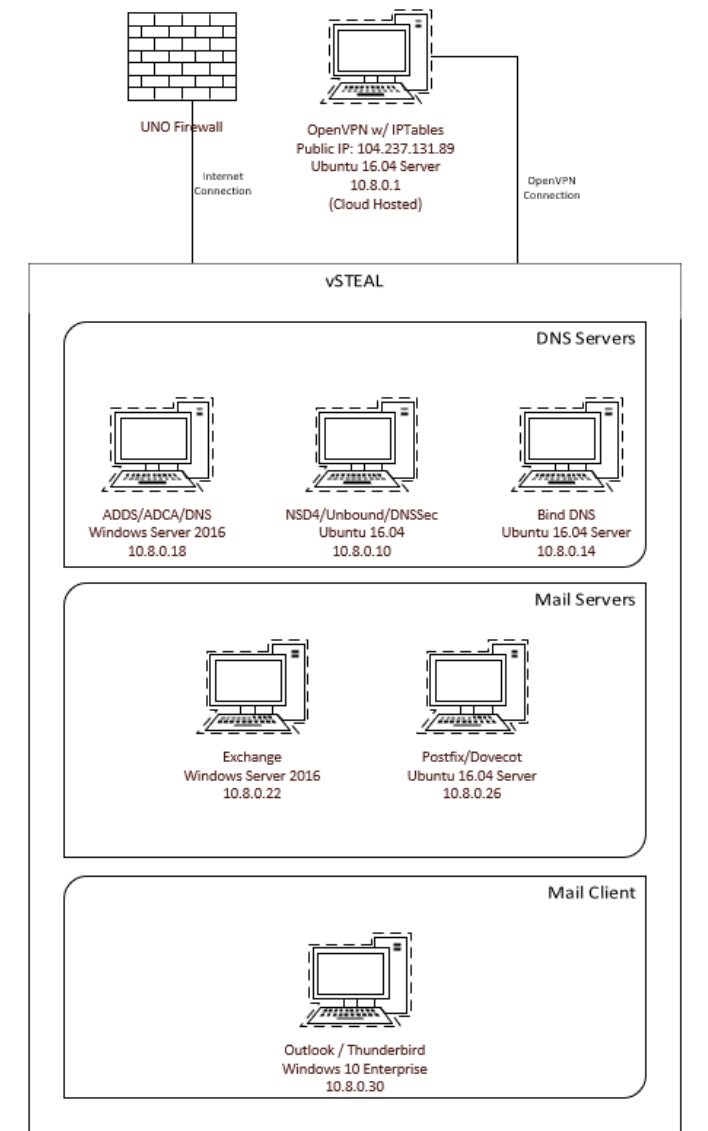 UNO Firewall
OpenVPN w/ IPTables
Public IP: 104.237.131.89
Ubuntu 16.04 Server
10.8.0.1
(Cloud Hosted)
Internet
Connection
OpenVPN
Connection
vSTEAL
DNS Servers
ADDS/ADCA/DNS
Windows Server 2016
10.8.0.18
NSD4/Unbound/DNSSec
Ubuntu 16.04
10.8.0.10
Bind DNS
Ubuntu 16.04 Server
10.8.0.14
Mail Servers
Exchange
Windows Server 2016
10.8.0.22
Postfix/Dovecot
Ubuntu 16.04 Server
10.8.0.26
Mail Client
Outlook / Thunderbird
Windows 10 Enterprise
10.8.0.30